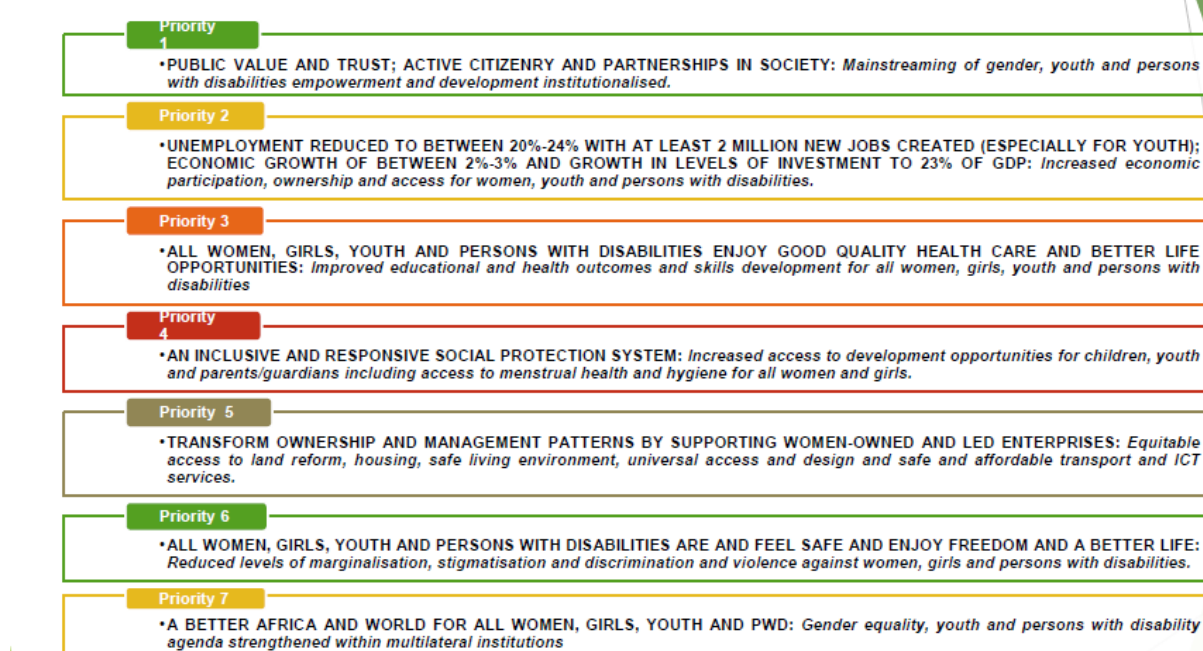 Priority
1
•PUBLIC VALUE AND TRUST; ACTIVE CITIZENRY AND PARTNERSHIPS IN SOCIETY: Mainstreaming of gender, youth and persons
with disabilities empowerment and development institutionalised.
Priority 2
•UNEMPLOYMENT REDUCED TO BETWEEN 20%-24% WITH AT LEAST 2 MILLION NEW JOBS CREATED (ESPECIALLY FOR YOUTH);
ECONOMIC GROWTH OF BETWEEN 2%-3% AND GROWTH IN LEVELS OF INVESTMENT TO 23% OF GDP: Increased economic
participation, ownership and access for women, youth and persons with disabilities.
Priority 3
•ALL WOMEN, GIRLS, YOUTH AND PERSONS WITH DISABILITIES ENJOY GOOD QUALITY HEALTH CARE AND BETTER LIFE
OPPORTUNITIES: Improved educational and health outcomes and skills development for all women, girls, youth and persons with
disabilities
Priority
4
•AN INCLUSIVE AND RESPONSIVE SOCIAL PROTECTION SYSTEM: Increased access to development opportunities for children, youth
and parents/guardians including access to menstrual health and hygiene for all women and girls.
Priority 5
•TRANSFORM OWNERSHIP AND MANAGEMENT PATTERNS BY SUPPORTING WOMEN-OWNED AND LED ENTERPRISES: Equitable
access to land reform, housing, safe living environment, universal access and design and safe and affordable transport and ICT
services.
Priority 6
•ALL WOMEN, GIRLS, YOUTH AND PERSONS WITH DISABILITIES ARE AND FEEL SAFE AND ENJOY FREEDOM AND A BETTER LIFE:
Reduced levels of marginalisation, stigmatisation and discrimination and violence against women, girls and persons with disabilities.
Priority 7
•A BETTER AFRICA AND WORLD FOR ALL WOMEN, GIRLS, YOUTH AND PWD: Gender equality, youth and persons with disability
agenda strengthened within multilateral institutions